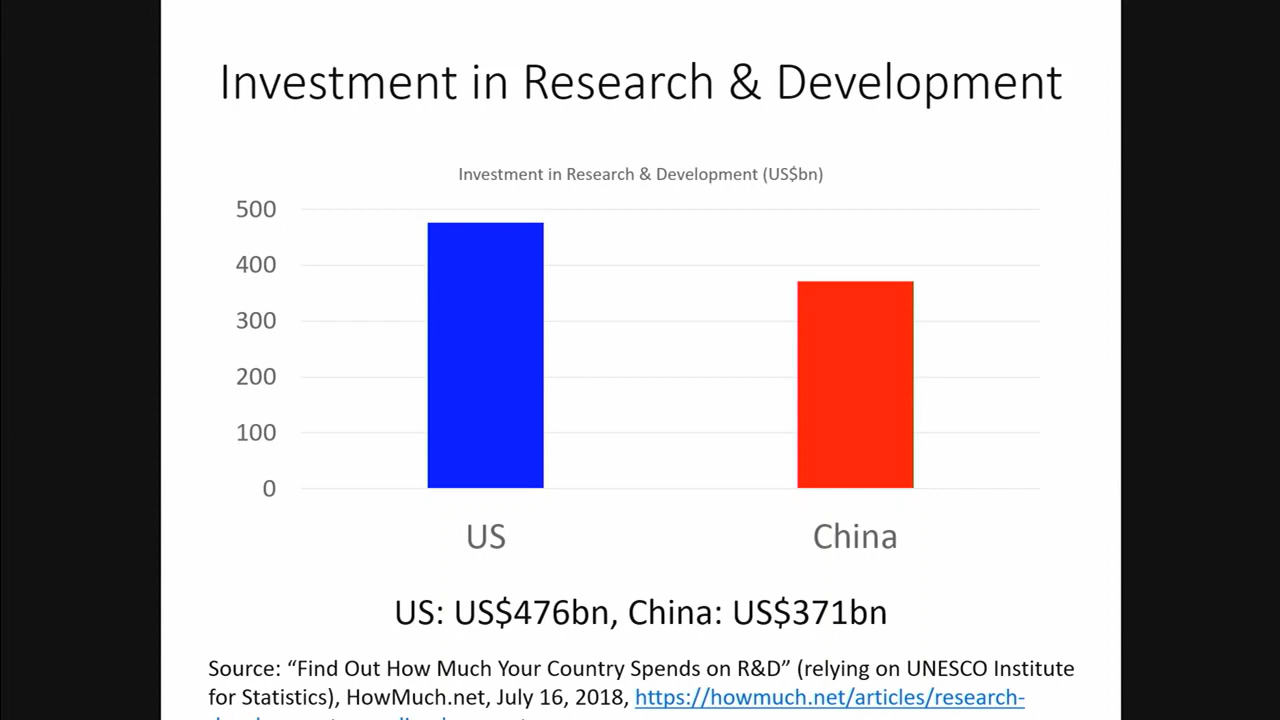 Investment in Research & Development
Investment in Research & Development (US$bn)
500
400
300
200
100
0
US
China
US: US$476bn, China: US$371bn
Source: “Find Out How Much Your Country Spends on R&D” (relying on UNESCO Institute
for Statistics), HowMuch.net, July 16, 2018, https://howmuch.net/articles/research-